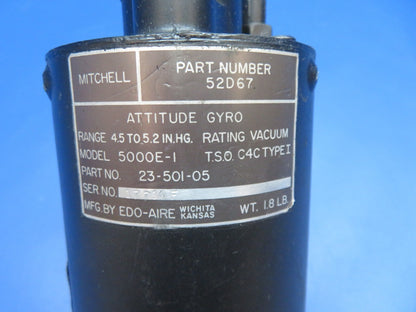 MITCHELL
PART NUMBER
52D67
ATTITUDE GYRO
RANGE 4.5 TO 5.2 IN.HG. RATING VACUUM
MODEL 5000E-1 T.S.O. C4C TYPE I
PART NO. 23-501-05
SER NO.
MFG. BY EDO-AIRE WICHITA KANSAS WT. 1.8 LB.